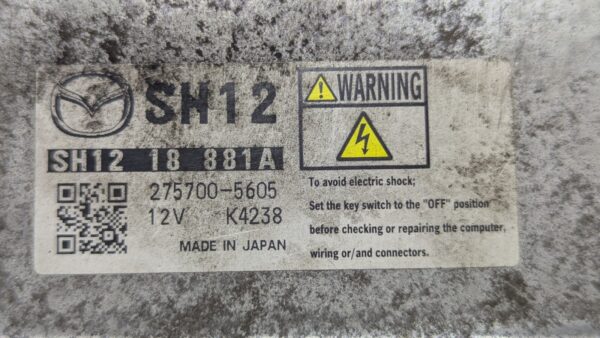 SH12
SH12 18 881A
275700-5605
12V K4238
MADE IN JAPAN
WARNING
To avoid electric shock;
Set the key switch to the "OFF" position
before checking or repairing the computer,
wiring or/and connectors.